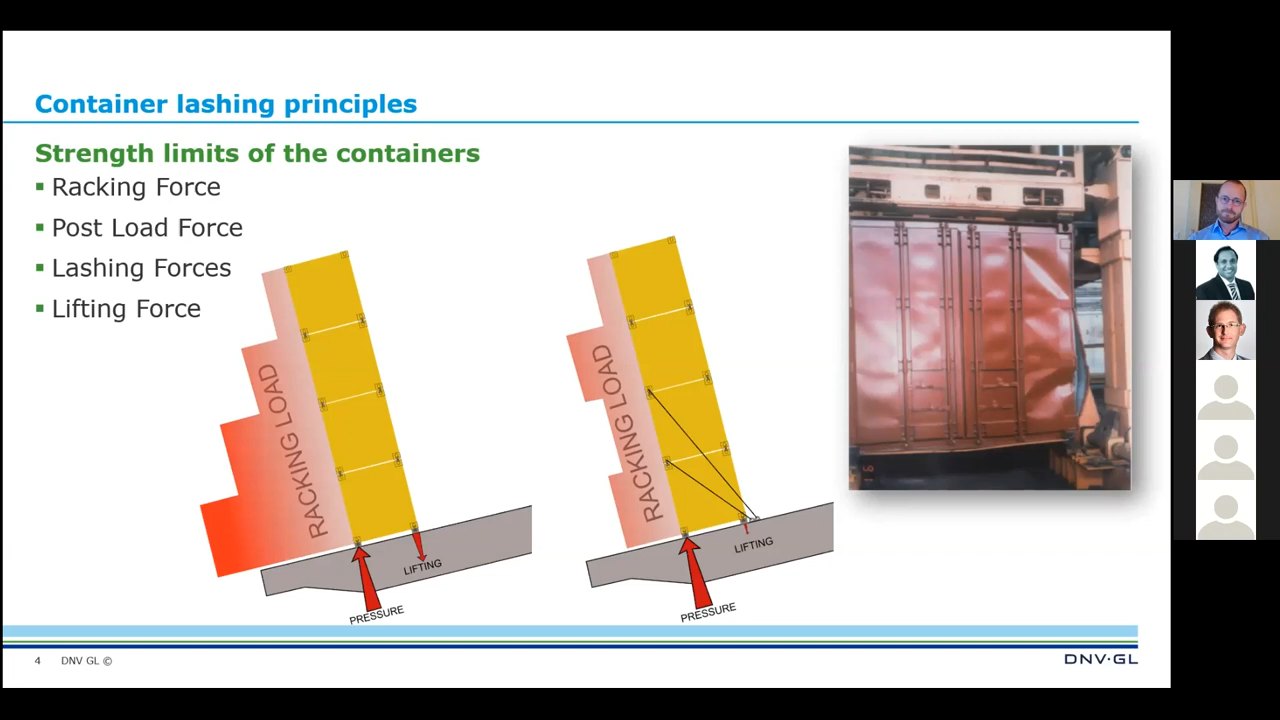 Container lashing principles
Strength limits of the containers
Racking Force
Post Load Force
Lashing Forces
Lifting Force
RACKING LOAD
LIFTING
PRESSURE
RACKING LOAD
LIFTING
PRESSURE
4 DNV GL ©
DNV·GL